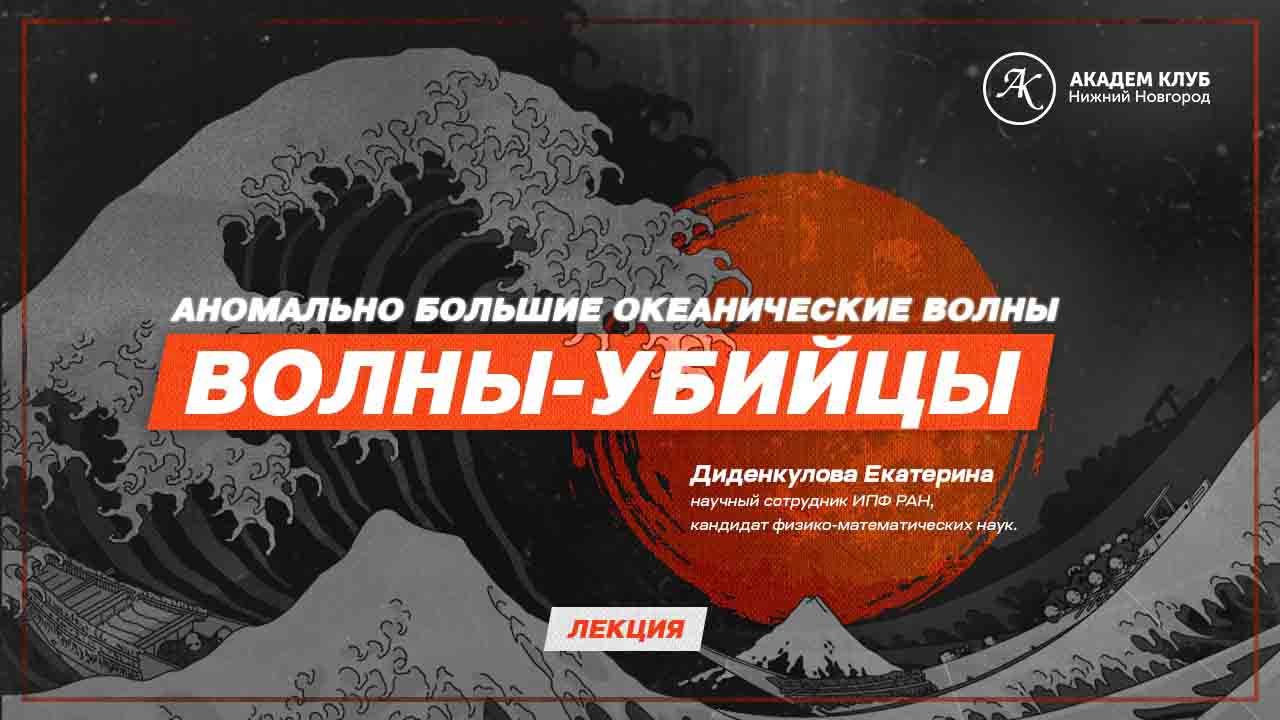 АК
АКАДЕМ КЛУБ
Нижний Новгород
АНОМАЛЬНО БОЛЬШИЕ ОКЕАНИЧЕСКИЕ ВОЛНЫ
ВОЛНЫ-УБИЙЦЫ
Диденкулова Екатерина
научный сотрудник ИПФ РАН,
кандидат физико-математических наук.
ЛЕКЦИЯ